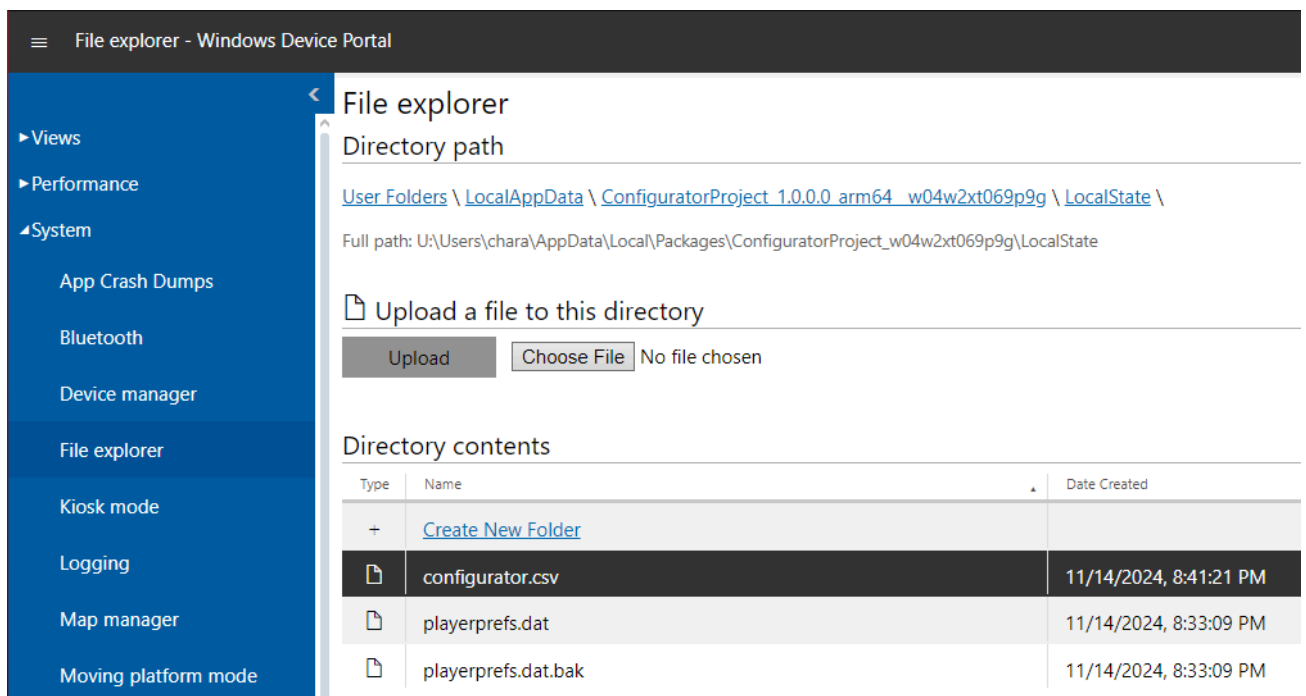 File explorer - Windows Device Portal
Views
Performance
System
App Crash Dumps
Bluetooth
Device manager
File explorer
Kiosk mode
Logging
Map manager
Moving platform mode
File explorer
Directory path
User Folders \ LocalAppData \ ConfiguratorProject_1.0.0.0_arm64__w04w2xt069p9g \ LocalState \
Full path: U:\Users\chara\AppData\Local\Packages\ConfiguratorProject_w04w2xt069p9g\LocalState
Upload a file to this directory
Upload Choose File No file chosen
Directory contents
Type Name Date Created
+ Create New Folder
configurator.csv 11/14/2024, 8:41:21 PM
playerprefs.dat 11/14/2024, 8:33:09 PM
playerprefs.dat.bak 11/14/2024, 8:33:09 PM